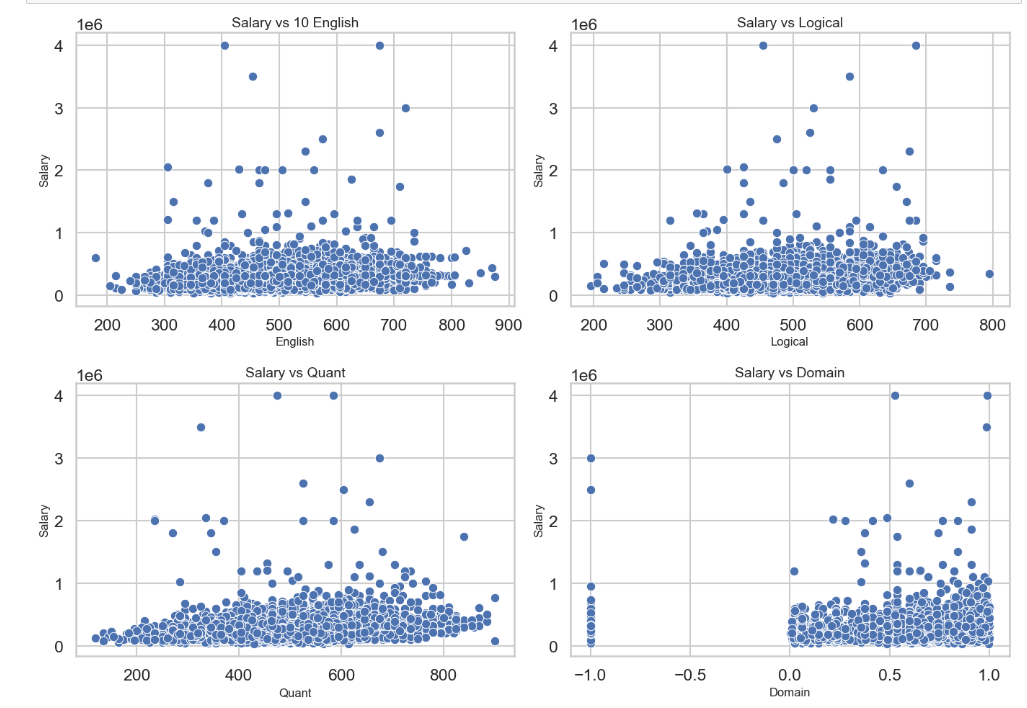 Salary vs 10 English
1e6
4
3
2
1
0
Salary
200 300 400 500 600 700 800 900
English
Salary vs Logical
1e6
4
3
2
1
0
Salary
200 300 400 500 600 700 800
Logical
Salary vs Quant
1e6
4
3
2
1
0
Salary
200 400 600 800
Quant
Salary vs Domain
1e6
4
3
2
1
0
Salary
−1.0 −0.5 0.0 0.5 1.0
Domain